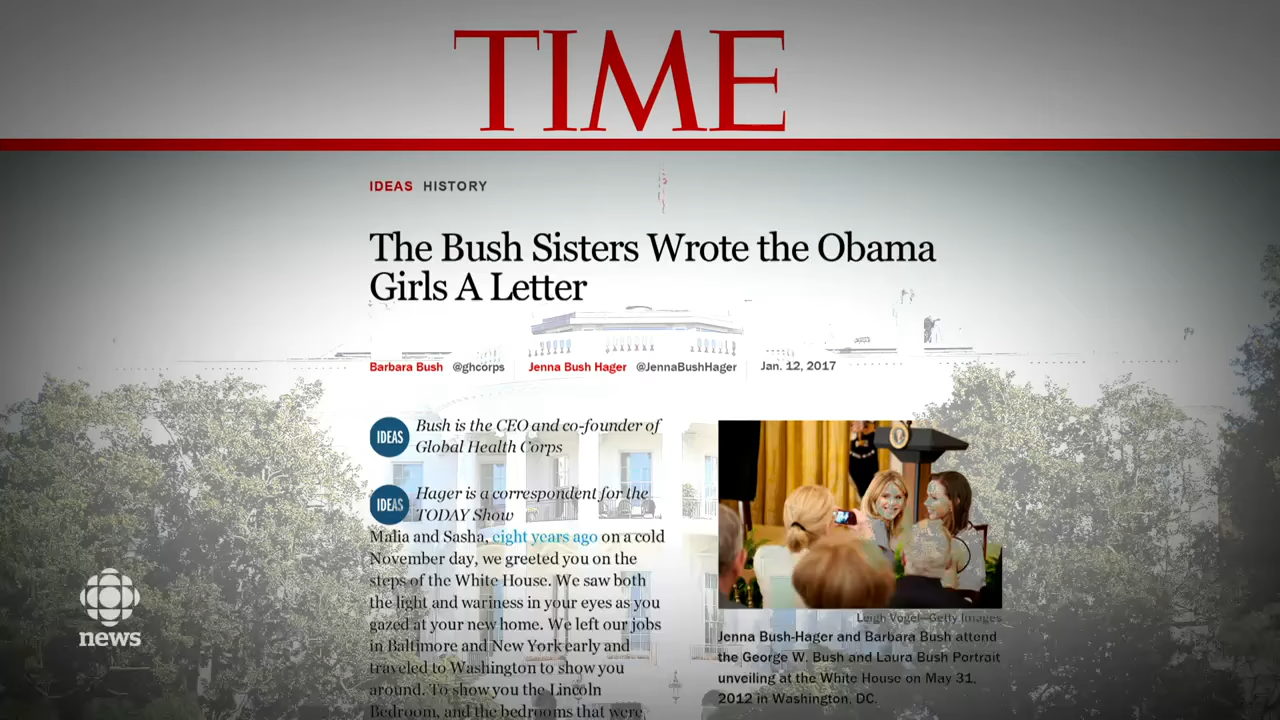 TIME
IDEAS HISTORY
The Bush Sisters Wrote the Obama
Girls A Letter
Barbara Bush @ghcorps Jenna Bush Hager @JennaBushHager Jan. 12, 2017
IDEAS
Bush is the CEO and co-founder of
Global Health Corps
IDEAS
Hager is a correspondent for the
TODAY Show
Malia and Sasha, eight years ago on a cold
November day, we greeted you on the
steps of the White House. We saw both
the light and wariness in your eyes as you
gazed at your new home. We left our jobs
in Baltimore and New York early and
traveled to Washington to show you
around. To show you the Lincoln
Bedroom, and the bedrooms that were
Leigh Vogel—Getty Images
Jenna Bush-Hager and Barbara Bush attend
the George W. Bush and Laura Bush Portrait
unveiling at the White House on May 31,
2012 in Washington, DC.
news